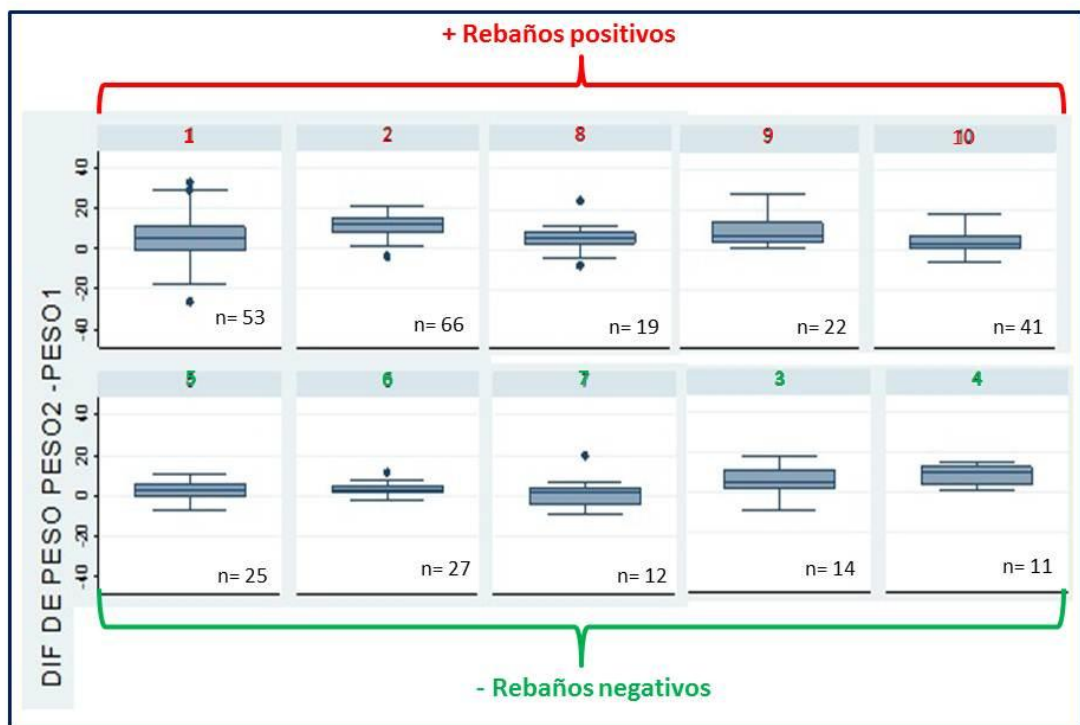 + Rebaños positivos
DIF DE PESO PESO2 -PESO1
1 2 8 9 10
40
20
0
-20
-40
n= 53 n= 66 n= 19 n= 22 n= 41
5 6 7 3 4
40
20
0
-20
-40
n= 25 n= 27 n= 12 n= 14 n= 11
- Rebaños negativos